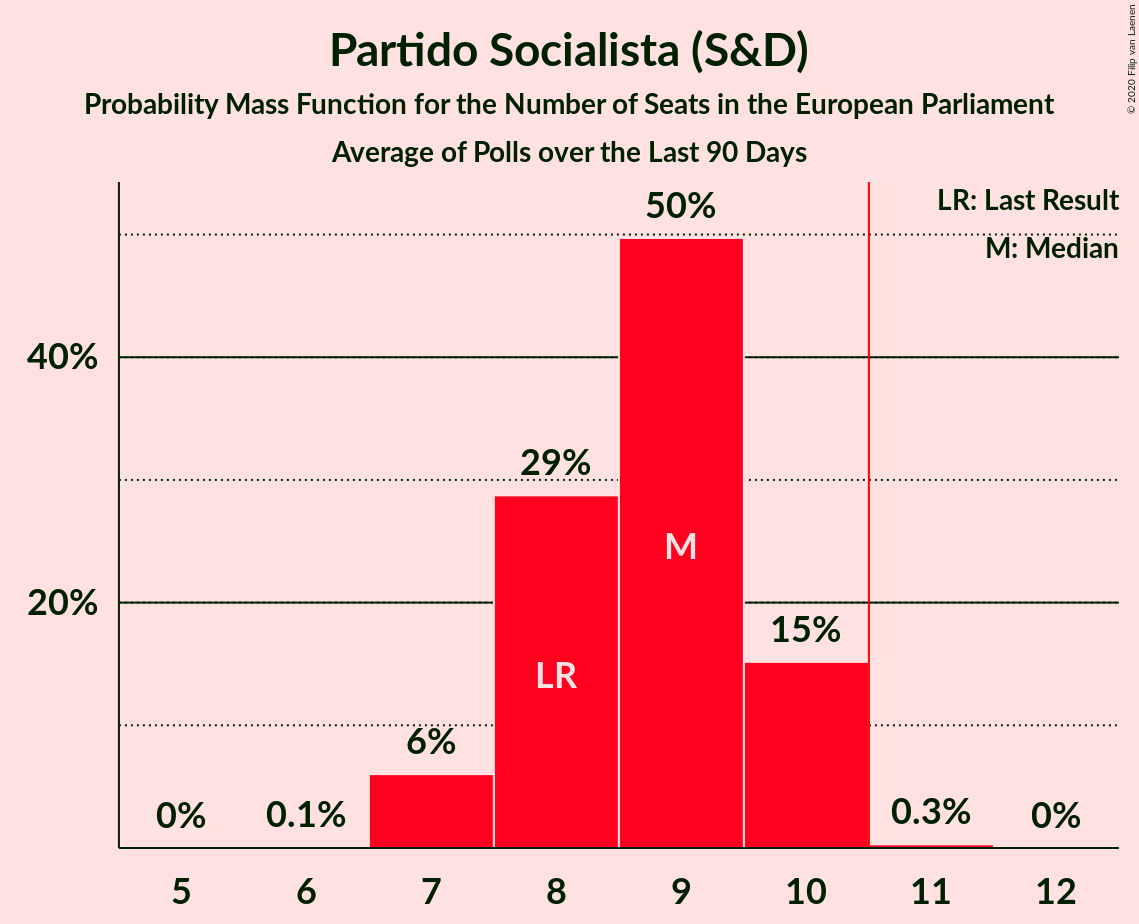 Partido Socialista (S&D)
Probability Mass Function for the Number of Seats in the European Parliament
Average of Polls over the Last 90 Days
© 2020 Filip van Laenen
LR: Last Result
M: Median
50%
40%
29%
M
20%
15%
LR
6%
0%
0.1%
0.3%
0%
5
6
7
8
9
10
11
12